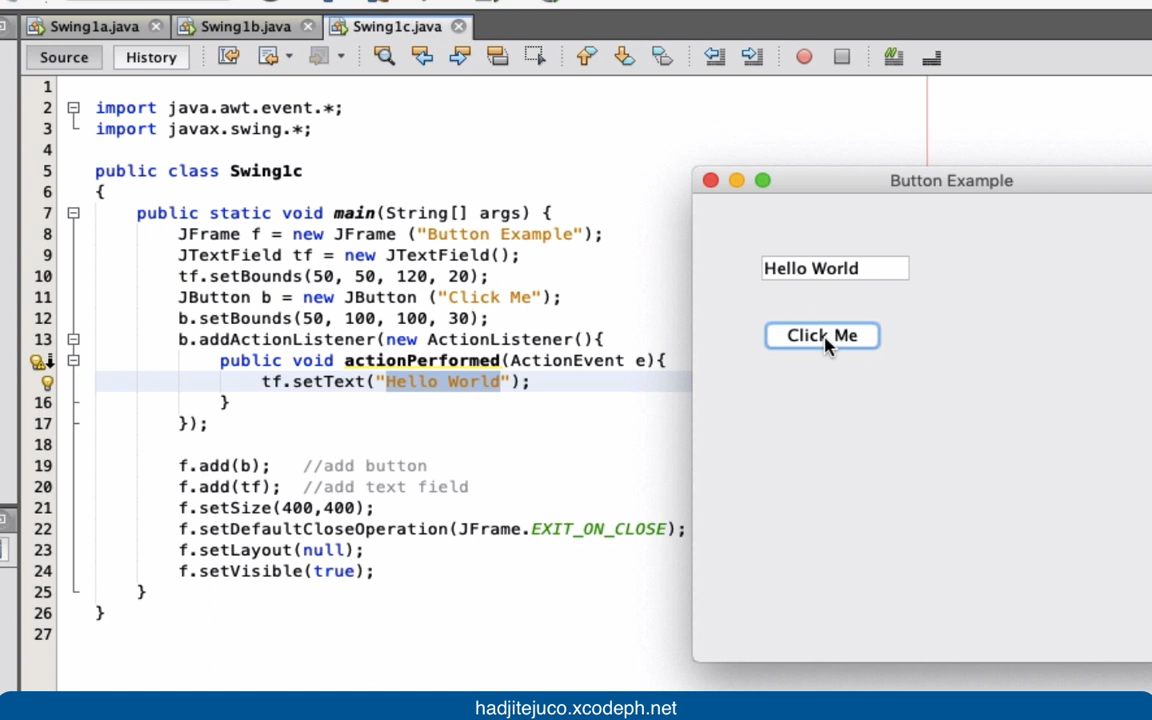 Swing1a.java
Swing1b.java
Swing1c.java
Source
History
1
2 import java.awt.event.*;
3 import javax.swing.*;
4
5 public class Swing1c
6 {
7 public static void main(String[] args) {
8 JFrame f = new JFrame ("Button Example");
9 JTextField tf = new JTextField();
10 tf.setBounds(50, 50, 120, 20);
11 JButton b = new JButton ("Click Me");
12 b.setBounds(50, 100, 100, 30);
13 b.addActionListener(new ActionListener(){
public void actionPerformed(ActionEvent e){
tf.setText("Hello World");
16 }
17 });
18
19 f.add(b); //add button
20 f.add(tf); //add text field
21 f.setSize(400,400);
22 f.setDefaultCloseOperation(JFrame.EXIT_ON_CLOSE);
23 f.setLayout(null);
24 f.setVisible(true);
25 }
26 }
27
Button Example
Hello World
Click Me
hadjitejuco.xcodeph.net